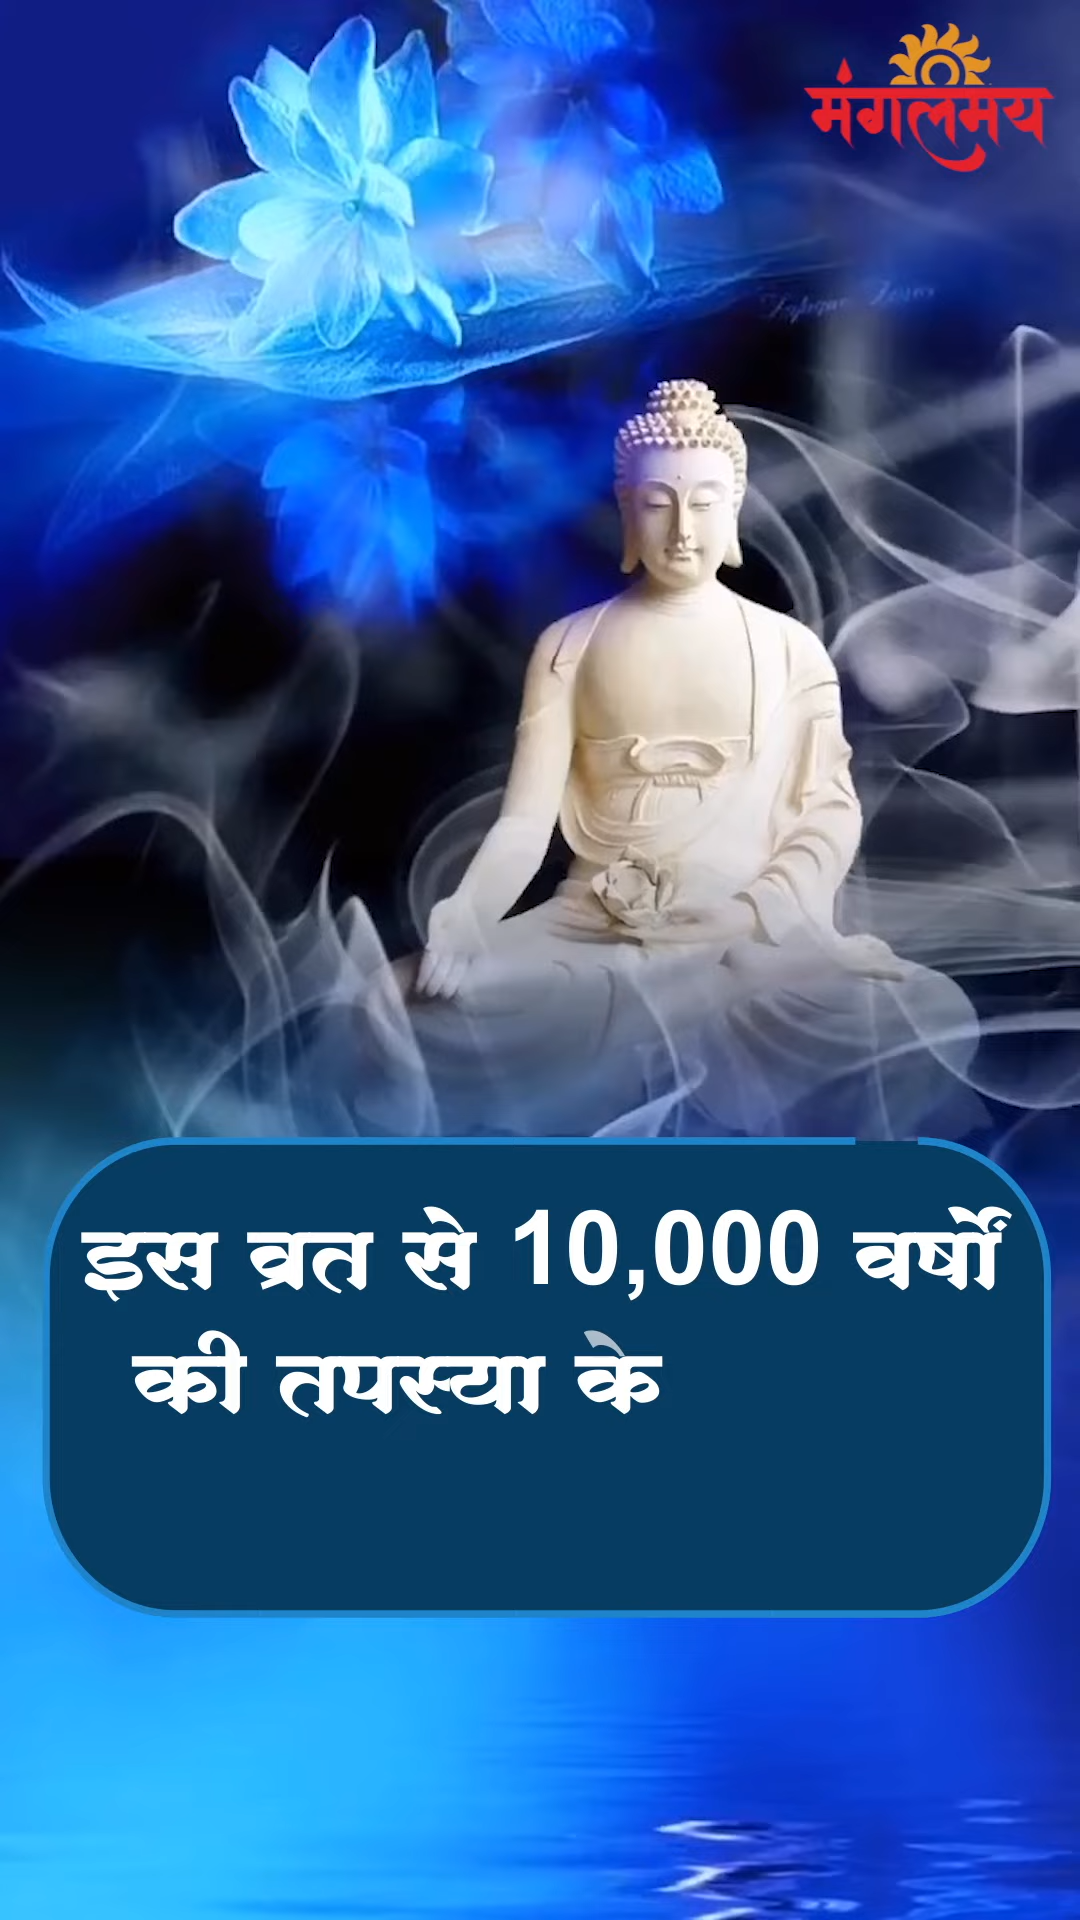 मंगलमय
इस व्रत से 10,000 वर्षों
की तपस्या के